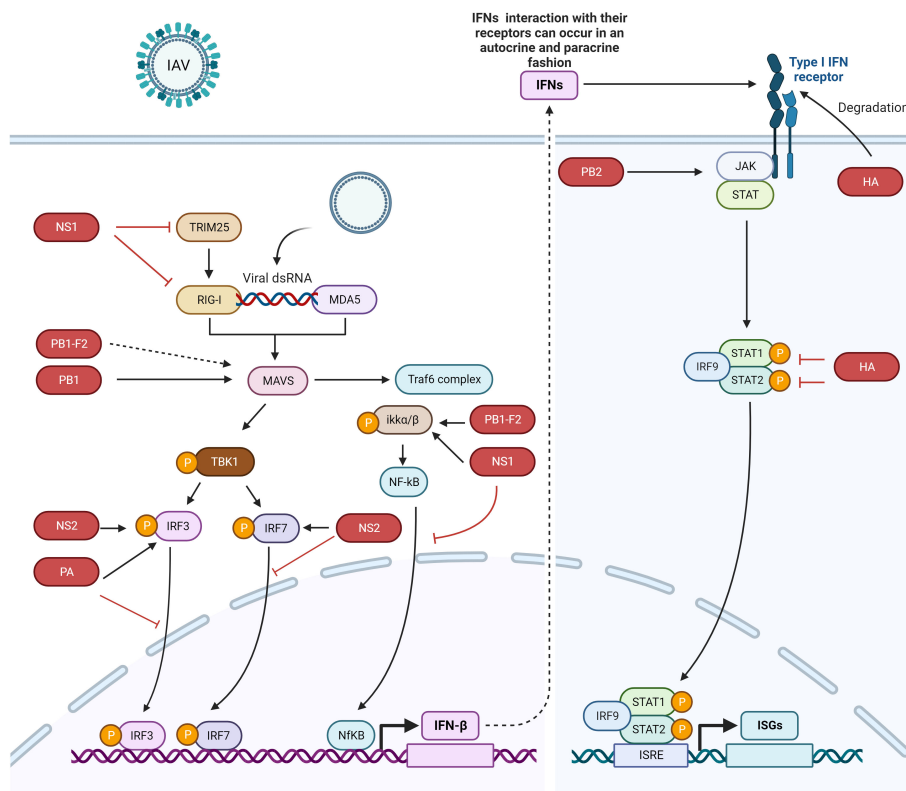 IFNs interaction with their
receptors can occur in an
autocrine and paracrine
fashion
IAV
IFNs
Type I IFN
receptor
Degradation
PB2
JAK
STAT
HA
NS1
TRIM25
Viral dsRNA
RIG-I
MDA5
PB1-F2
PB1
MAVS
Traf6 complex
STAT1
P
IRF9
STAT2
P
HA
P
ikkα/β
PB1-F2
P
TBK1
NF-kB
NS1
NS2
P
IRF3
P
IRF7
NS2
PA
P
IRF3
P
IRF7
NfKB
IFN-β
STAT1
P
IRF9
STAT2
P
ISRE
ISGs